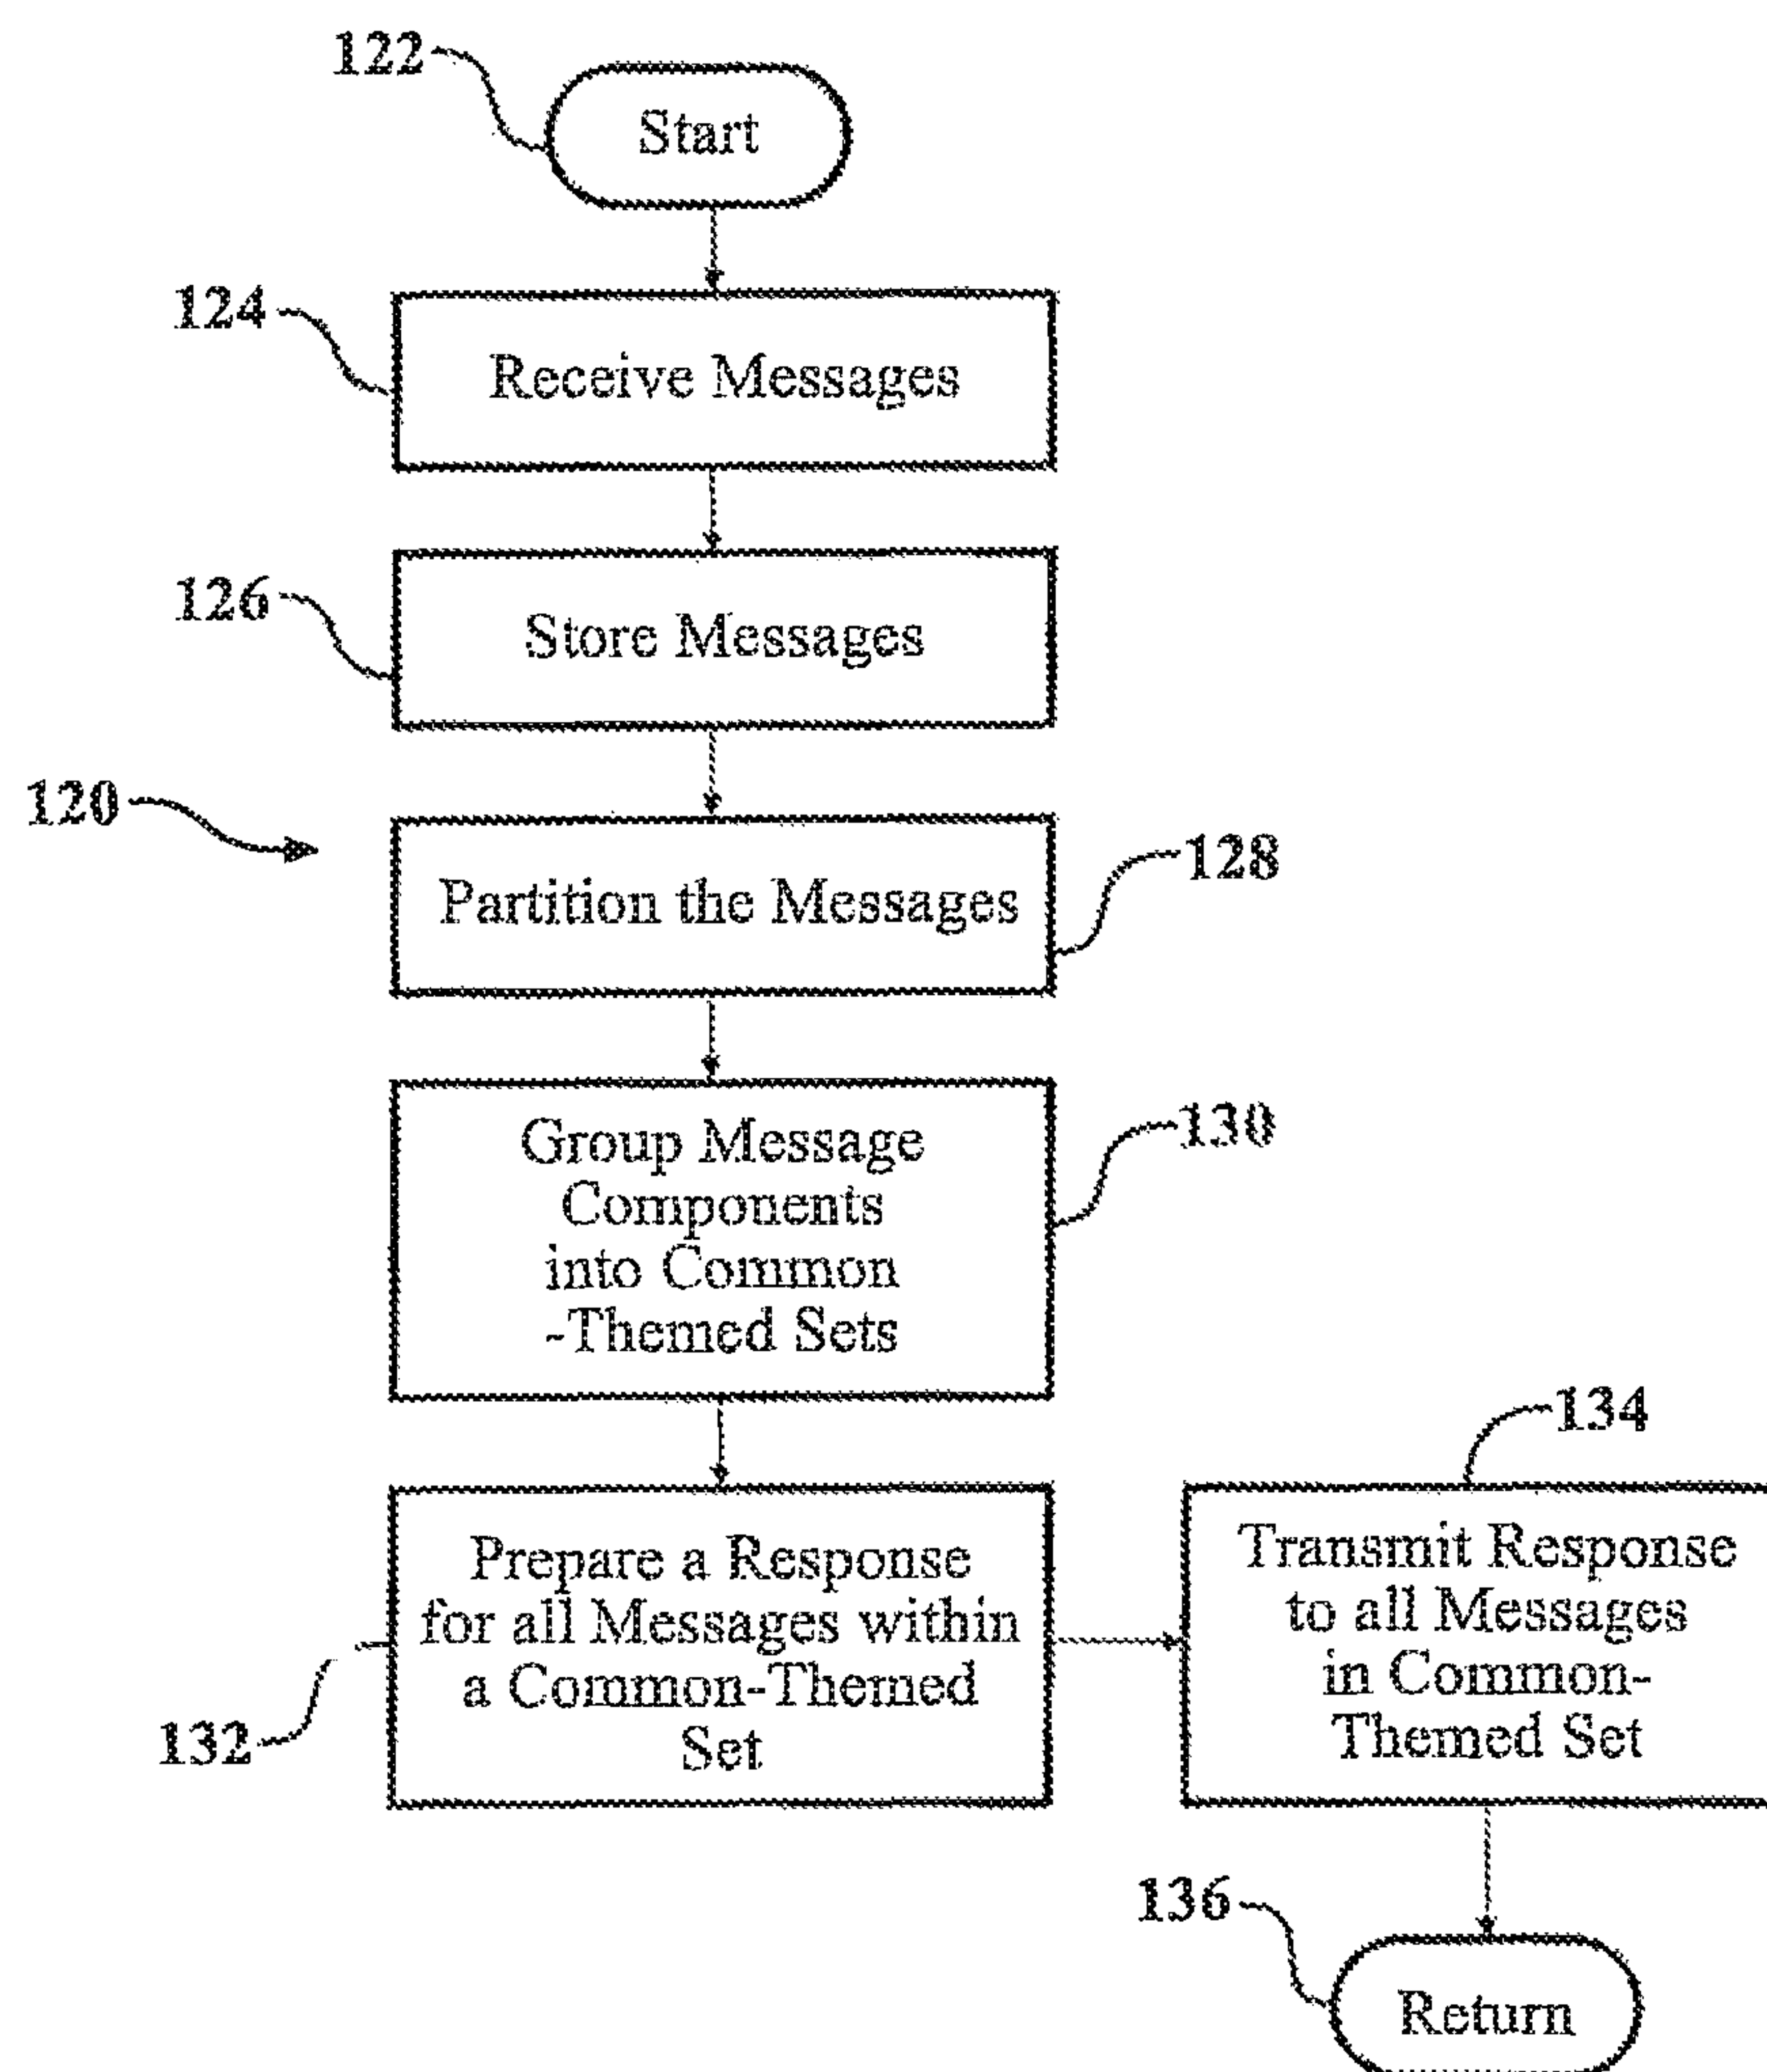 122
Start
124
Receive Messages
126
Store Messages
120
Partition the Messages
128
Group Message
Components
into Common
-Themed Sets
130
132
Prepare a Response
for all Messages within
a Common-Themed
Set
134
Transmit Response
to all Messages
in Common-
Themed Set
136
Return